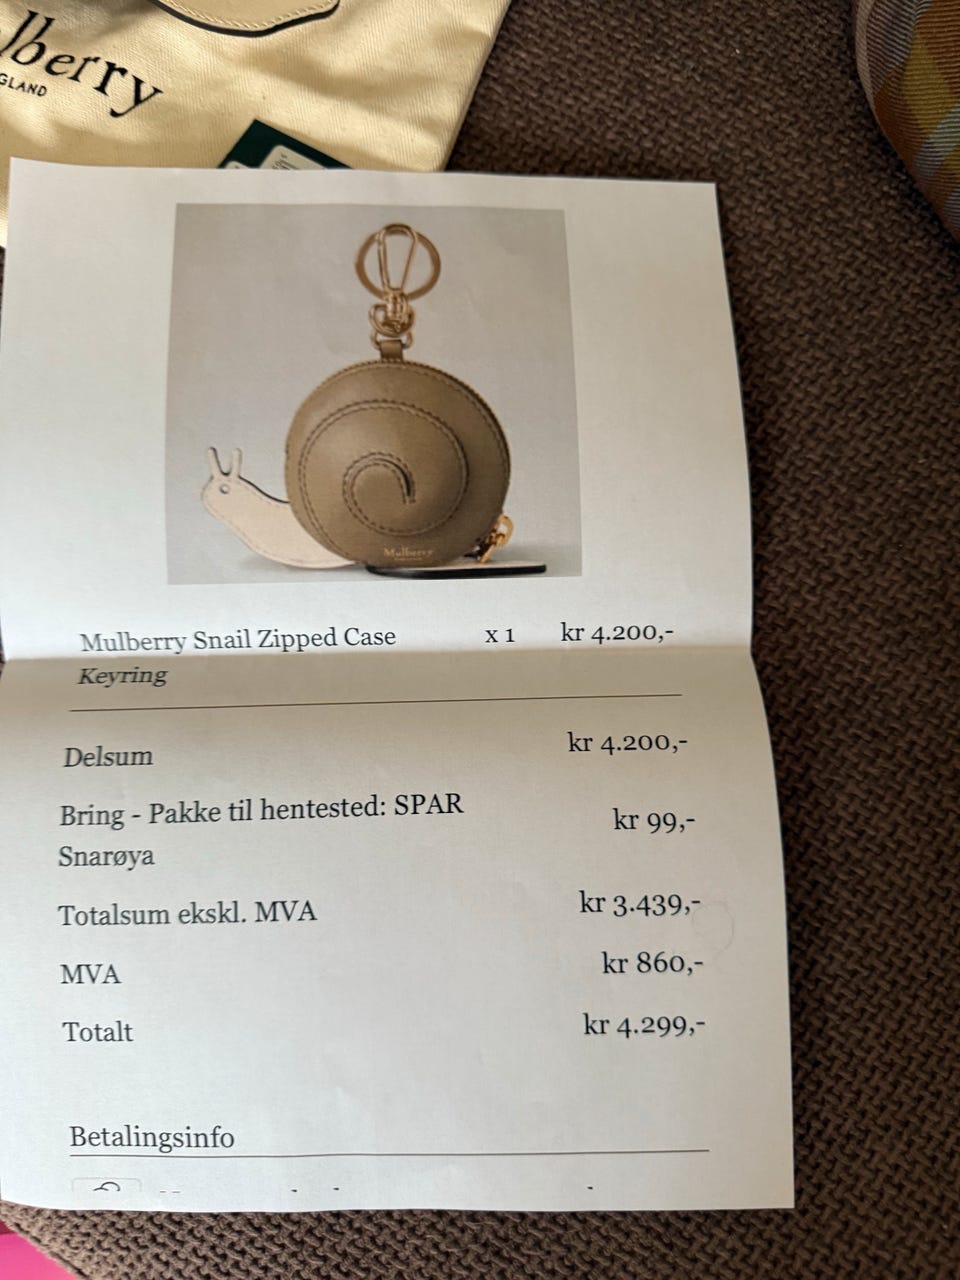 lberry
GLAND
Mulberry
Mulberry Snail Zipped Case x 1 kr 4.200,-
Keyring
Delsum kr 4.200,-
Bring - Pakke til hentested: SPAR kr 99,-
Snarøya
Totalsum ekskl. MVA kr 3.439,-
MVA kr 860,-
Totalt kr 4.299,-
Betalingsinfo